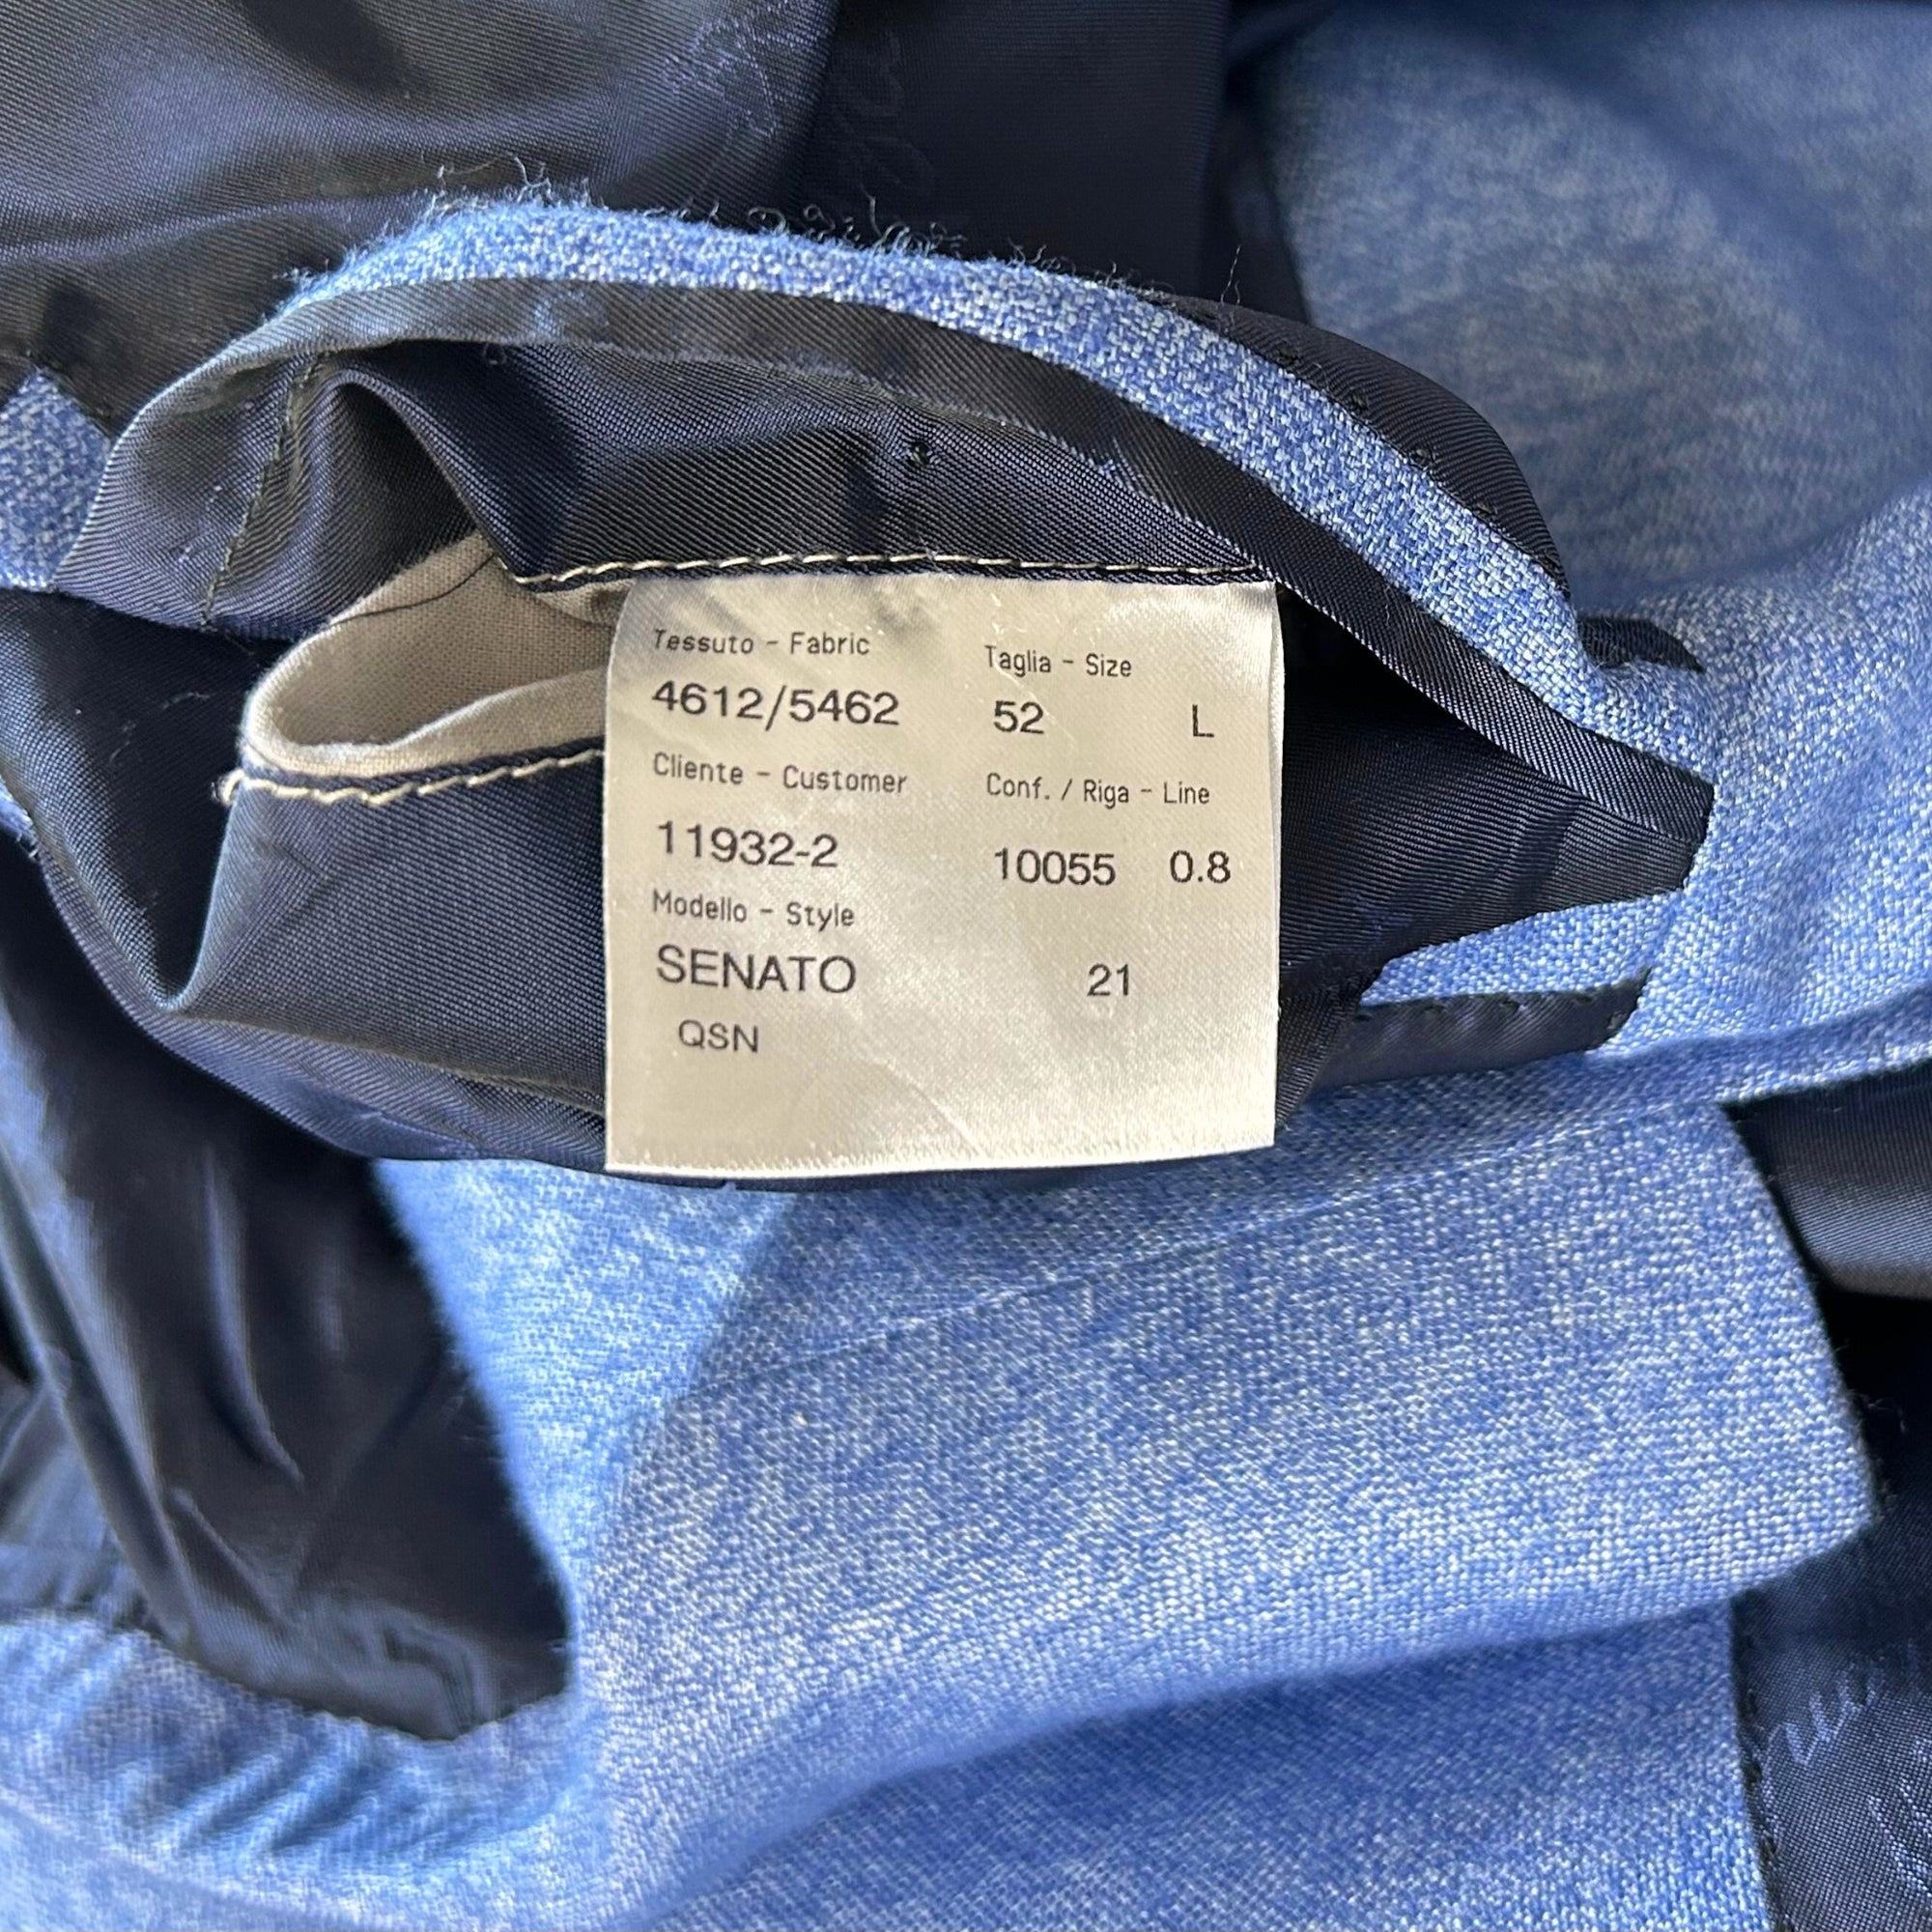 Tessuto - Fabric
Taglia - Size
4612/5462
52 L
Cliente - Customer
Conf. / Riga - Line
11932-2
10055 0.8
Modello - Style
SENATO 21
QSN